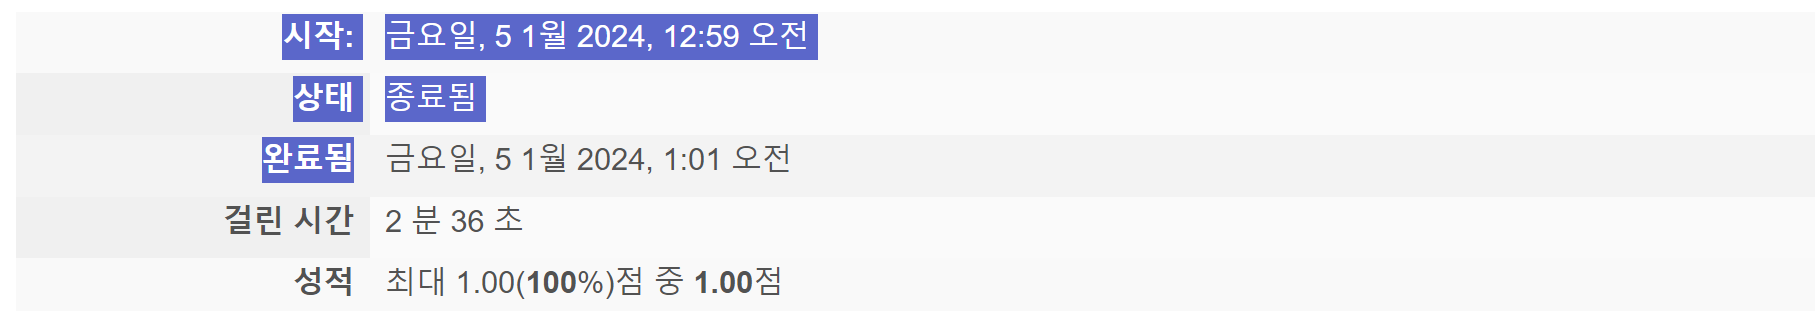 시작: 금요일, 5 1월 2024, 12:59 오전
상태 종료됨
완료됨 금요일, 5 1월 2024, 1:01 오전
걸린 시간 2 분 36 초
성적 최대 1.00(100%)점 중 1.00점